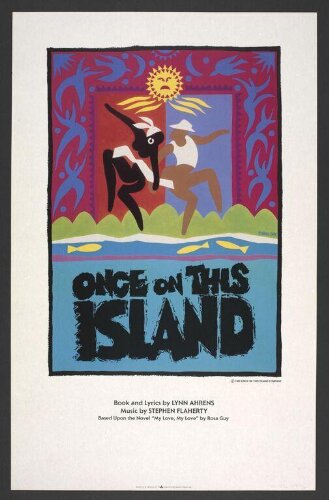 ONCE ON THIS
ISLAND
Book and Lyrics by LYNN AHRENS
Music by STEPHEN FLAHERTY
Based Upon the Novel "My Love, My Love" by Rosa Guy